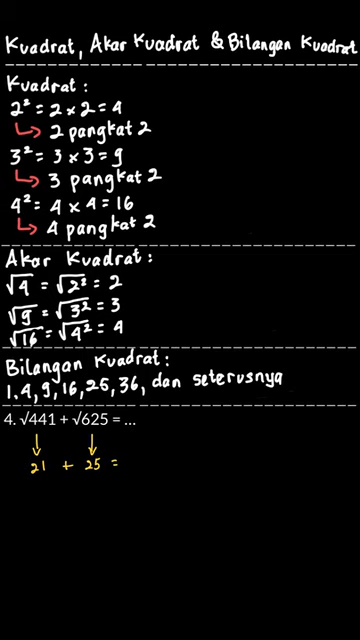 Kuadrat, Akar Kuadrat & Bilangan Kuadrat
Kuadrat :
2² = 2 × 2 = 4
↳ 2 pangkat 2
3² = 3 × 3 = 9
↳ 3 pangkat 2
4² = 4 × 4 = 16
↳ 4 pangkat 2
Akar Kuadrat :
√4 = √2² = 2
√9 = √3² = 3
√16 = √4² = 4
Bilangan Kuadrat :
1, 4, 9, 16, 25, 36, dan seterusnya
4. √441 + √625 = ...
21 + 25 =